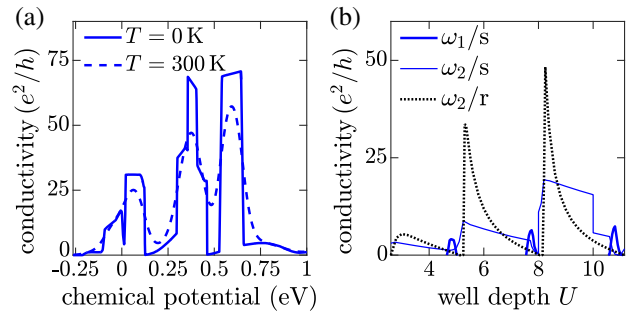 (a)
conductivity (e²/h)
75
50
25
0
T = 0 K
T = 300 K
-0.25 0 0.25 0.5 0.75 1
chemical potential (eV)
(b)
conductivity (e²/h)
50
25
0
ω₁/s
ω₂/s
ω₂/r
4 6 8 10
well depth U